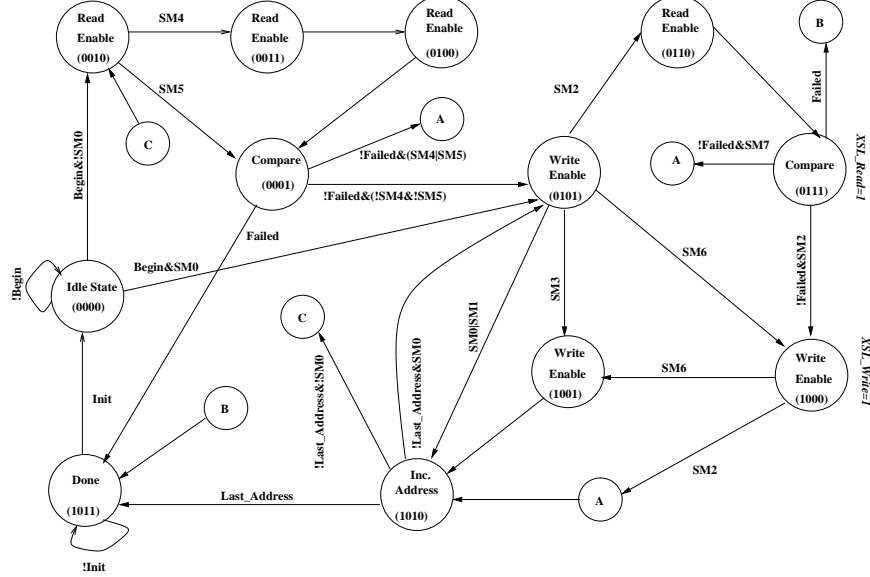 Read
Enable
(0010)
SM4
Read
Enable
(0011)
Read
Enable
(0100)
Read
Enable
(0110)
B
Failed
SM5
SM2
C
A
!Failed&(SM4|SM5)
Compare
(0001)
!Failed&(!SM4&!SM5)
Write
Enable
(0101)
A
!Failed&SM7
Compare
(0111)
XSL_Read=1
Begin&!SM0
Failed
Begin&SM0
SM6
!Failed&SM2
!Begin
Idle State
(0000)
C
SM3
SM0|SM1
!Last_Address&SM0
!Last_Address&!SM0
Write
Enable
(1001)
SM6
Write
Enable
(1000)
XSL_Write=1
Init
B
SM2
Done
(1011)
Last_Address
Inc.
Address
(1010)
A
!Init